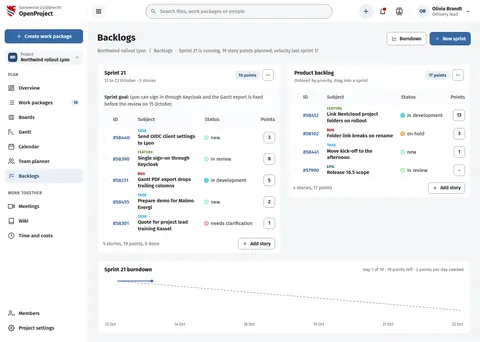 Gemeente Zuidbrecht
OpenProject
Search files, work packages or people
OB
Olivia Brandt
Delivery lead
+ Create work package
Project
Northwind rollout Lyon
PLAN
Overview
Work packages
Boards
Gantt
Calendar
Team planner
Backlogs
WORK TOGETHER
Meetings
Wiki
Time and costs
Members
Project settings
Backlogs
Northwind rollout Lyon / Backlogs · Sprint 21 is running, 19 story points planned, velocity last sprint 17
Burndown
+ New sprint
Sprint 21
12 to 23 October · 5 stories
19 points
Sprint goal: Lyon can sign in through Keycloak and the Gantt export is fixed before the review on 15 October.
ID Subject Status Points
TASK
#58440 Send OIDC client settings to Lyon new 3
FEATURE
#58390 Single sign-on through Keycloak in review 8
BUG
#58231 Gantt PDF export drops trailing columns in development 5
TASK
#58455 Prepare demo for Malmo Energi new 2
TASK
#58301 Quote for project lead training Kassel needs clarification 1
5 stories, 19 points, 0 done
+ Add story
Product backlog
Ordered by priority, drag into a sprint
17 points
ID Subject Status Points
FEATURE
#58412 Link Nextcloud project folders on rollout in development 13
BUG
#58102 Folder link breaks on rename on hold 3
TASK
#58441 Move kick-off to the afternoon new 1
EPIC
#57990 Release 16.5 scope in review -
4 stories, 17 points
+ Add story
Sprint 21 burndown
Day 1 of 10 · 19 points left · 2 points per day needed
12 Oct 14 Oct 16 Oct 19 Oct 21 Oct 23 Oct